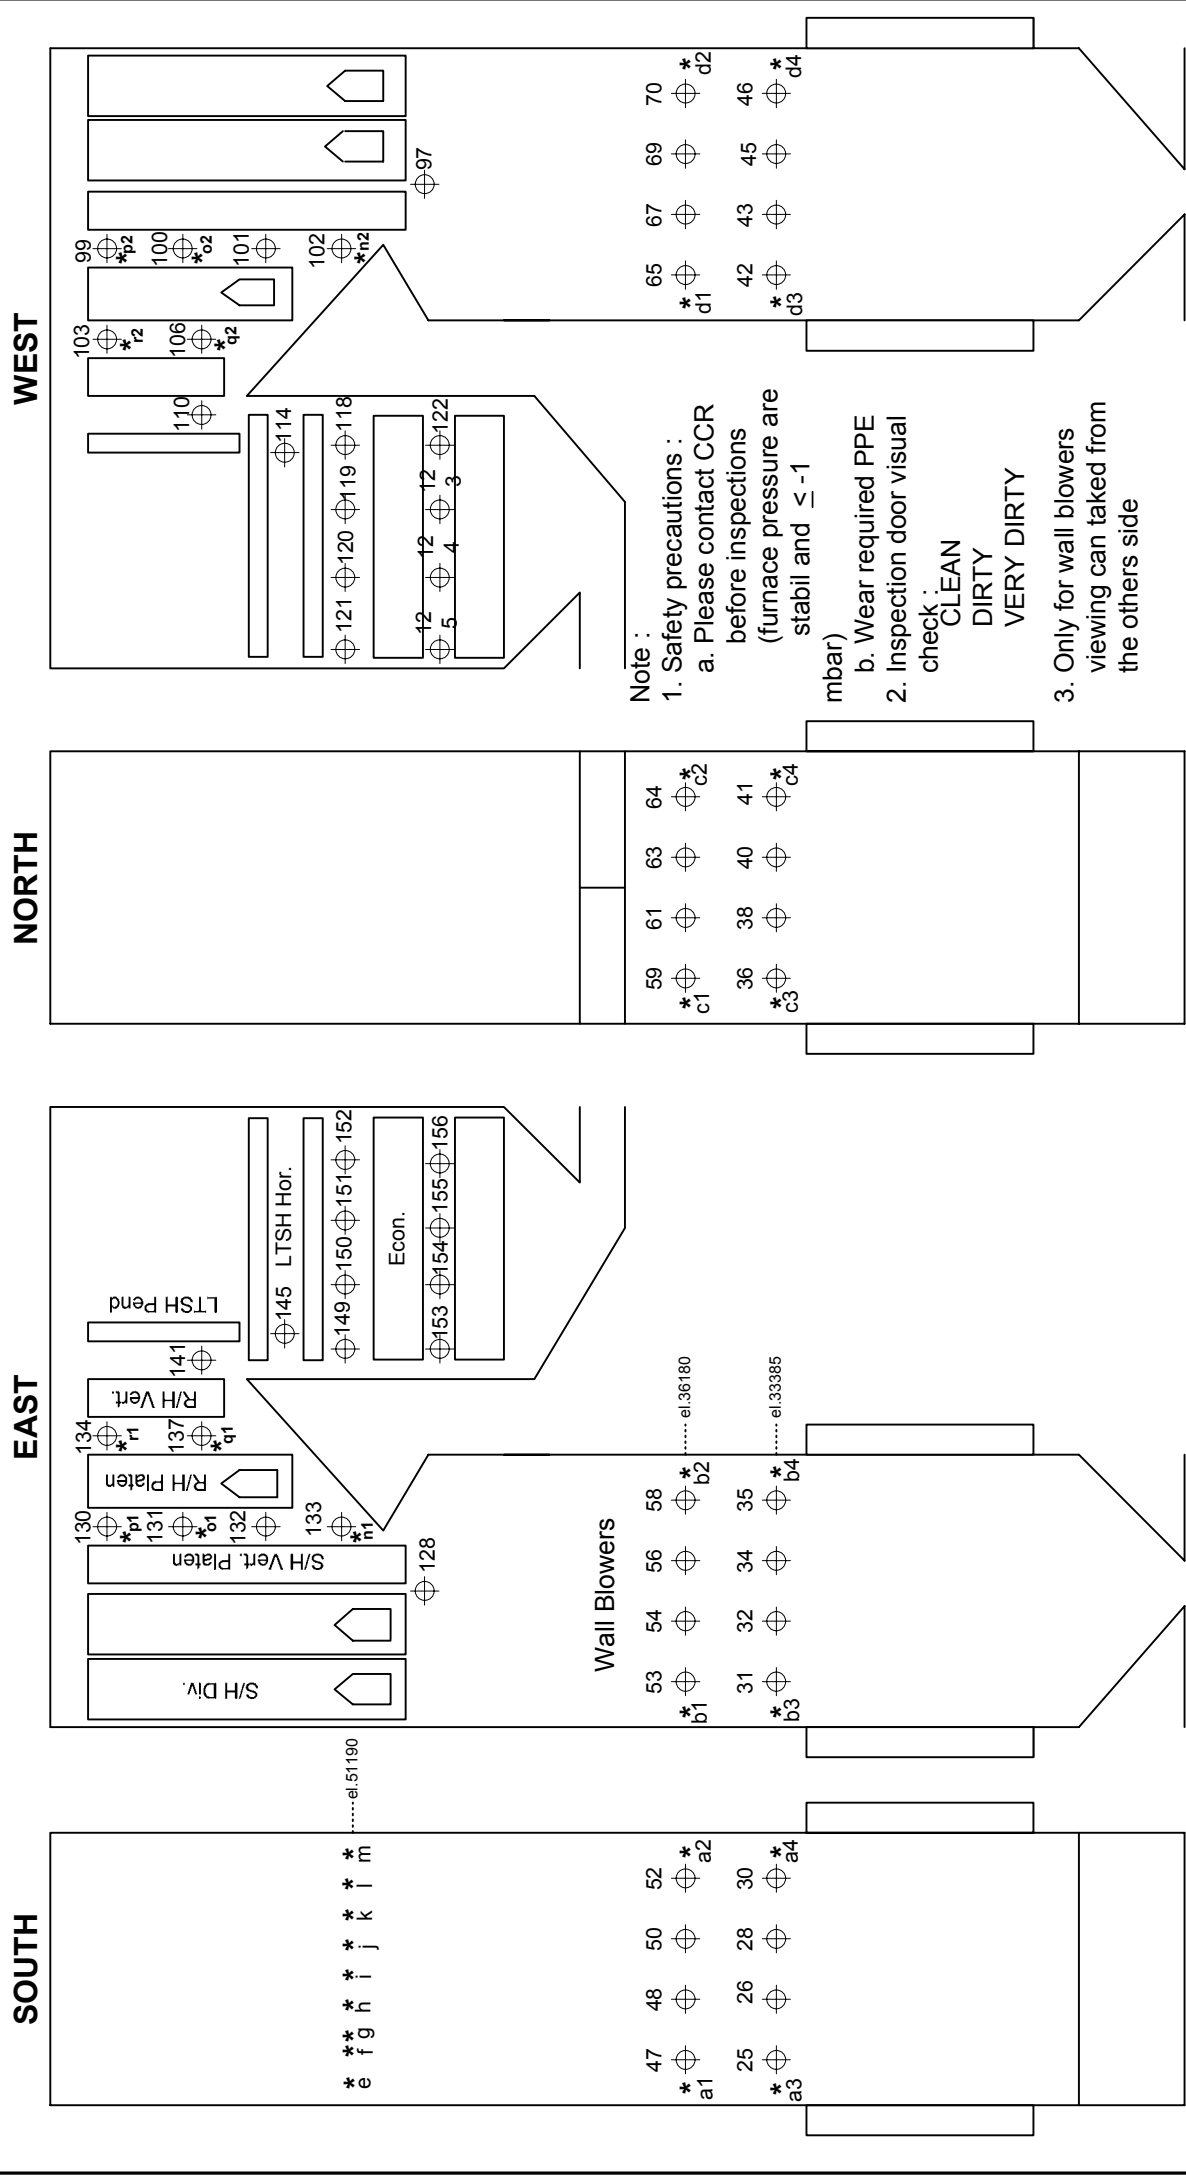 SOUTH
EAST
NORTH
WEST
el.51190
* * * * * * * * *
e f g h i j k l m
47 48 50 52
*a1 *a2
25 26 28 30
*a3 *a4
S/H Div.
S/H Vert. Platen
R/H Platen
R/H Vert.
LTSH Pend
130 134
*p1 *r1
131 137 141
*o1 *q1
132
133
*n1
128
145 LTSH Hor.
149 150 151 152
Econ.
153 154 155 156
Wall Blowers
53 54 56 58
*b1 *b2 el.36180
31 32 34 35
*b3 *b4 el.33385
59 61 63 64
*c1 *c2
36 38 40 41
*c3 *c4
110 103 99
*r2 *p2
106 100
*q2 *o2
101
102
*n2
97
114
121 120 119 118
12 12 12 122
5 4 3
65 67 69 70
*d1 *d2
42 43 45 46
*d3 *d4
Note :
1. Safety precautions :
a. Please contact CCR
before inspections
(furnace pressure are
stabil and ≤ -1
mbar)
b. Wear required PPE
2. Inspection door visual
check :
CLEAN
DIRTY
VERY DIRTY
3. Only for wall blowers
viewing can taked from
the others side